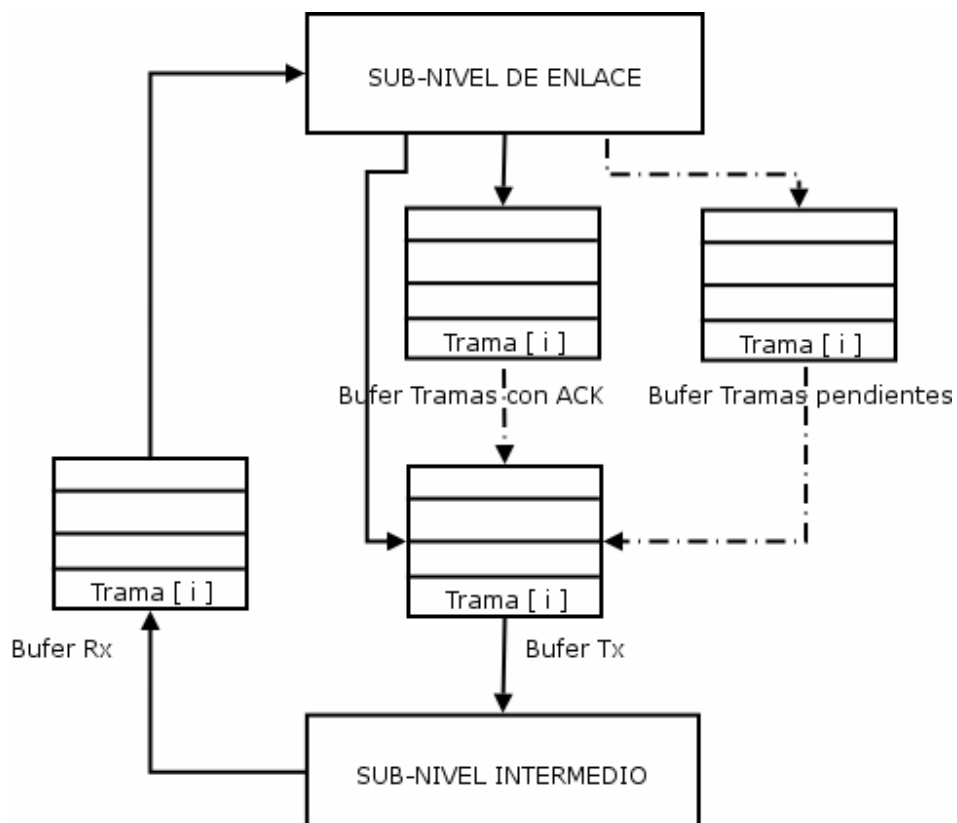 SUB-NIVEL DE ENLACE
Trama [ i ]
Trama [ i ]
Bufer Tramas con ACK
Bufer Tramas pendientes
Trama [ i ]
Trama [ i ]
Bufer Rx
Bufer Tx
SUB-NIVEL INTERMEDIO